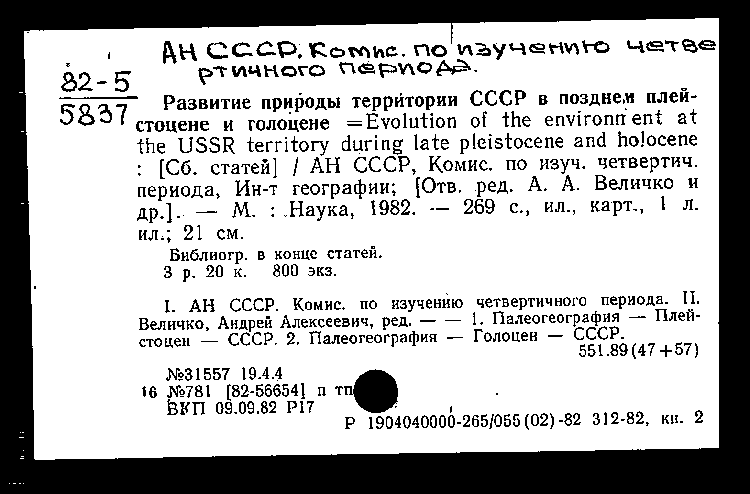 АН СССР. Комис. по изучению четве
ртичного периода.
82-5
5837
Развитие природы территории СССР в позднем плей-
стоцене и голоцене =Evolution of the environment at
the USSR territory during late pleistocene and holocene
: [Сб. статей] / АН СССР, Комис. по изуч. четвертич.
периода, Ин-т географии; [Отв. ред. А. А. Величко и
др.]. — М. : Наука, 1982. — 269 с., ил., карт., 1 л.
ил.; 21 см.
Библиогр. в конце статей.
3 р. 20 к. 800 экз.
I. АН СССР. Комис. по изучению четвертичного периода. II.
Величко, Андрей Алексеевич, ред. — — 1. Палеогеография — Плей-
стоцен — СССР. 2. Палеогеография — Голоцен — СССР.
551.89(47+57)
№31557 19.4.4
16 №781 [82-56654] п тп
ВКП 09.09.82 Р17
Р 1904040000-265/055(02)-82 312-82, кн. 2